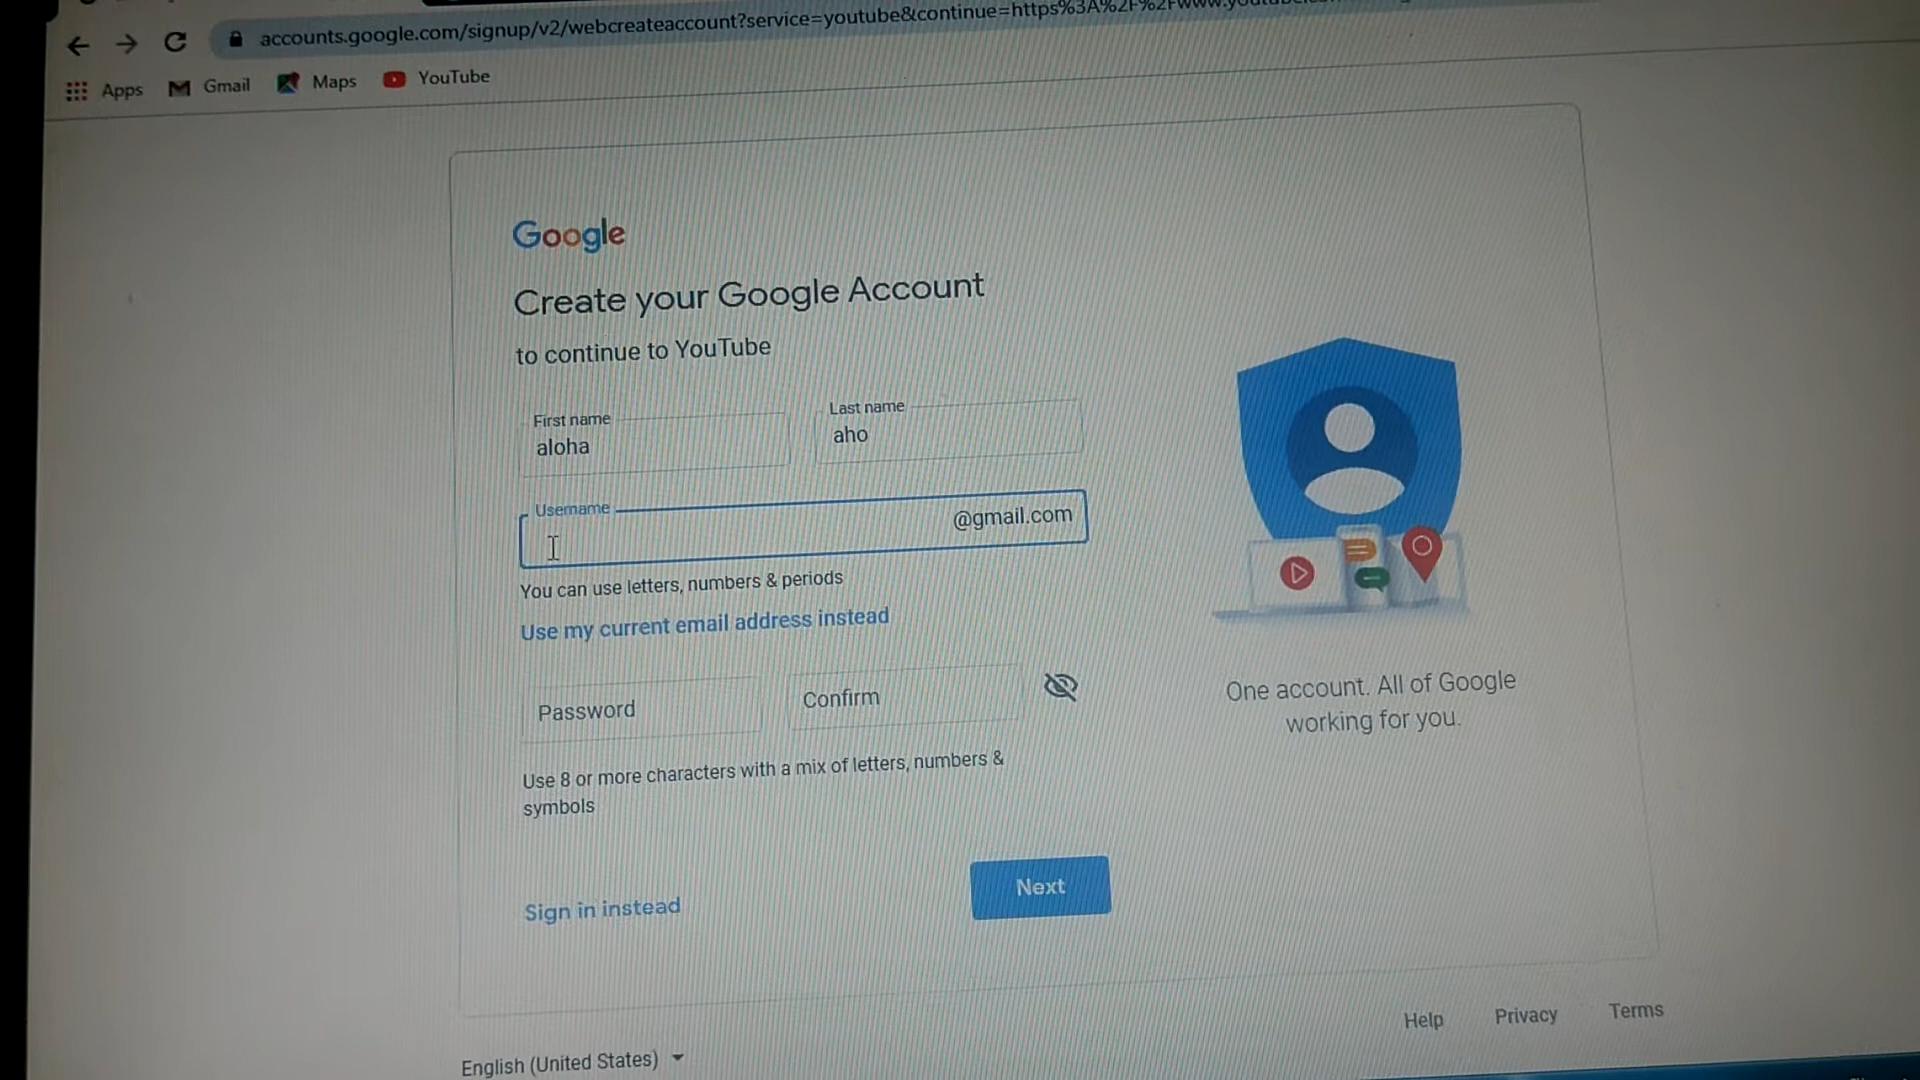 accounts.google.com/signup/v2/webcreateaccount?service=youtube&continue=https%3A%2F%2Fwww.youtube.co
Apps Gmail Maps YouTube
Google
Create your Google Account
to continue to YouTube
First name Last name
aloha aho
Username
@gmail.com
You can use letters, numbers & periods
Use my current email address instead
Password Confirm
Use 8 or more characters with a mix of letters, numbers &
symbols
One account. All of Google
working for you.
Sign in instead Next
Help Privacy Terms
English (United States)